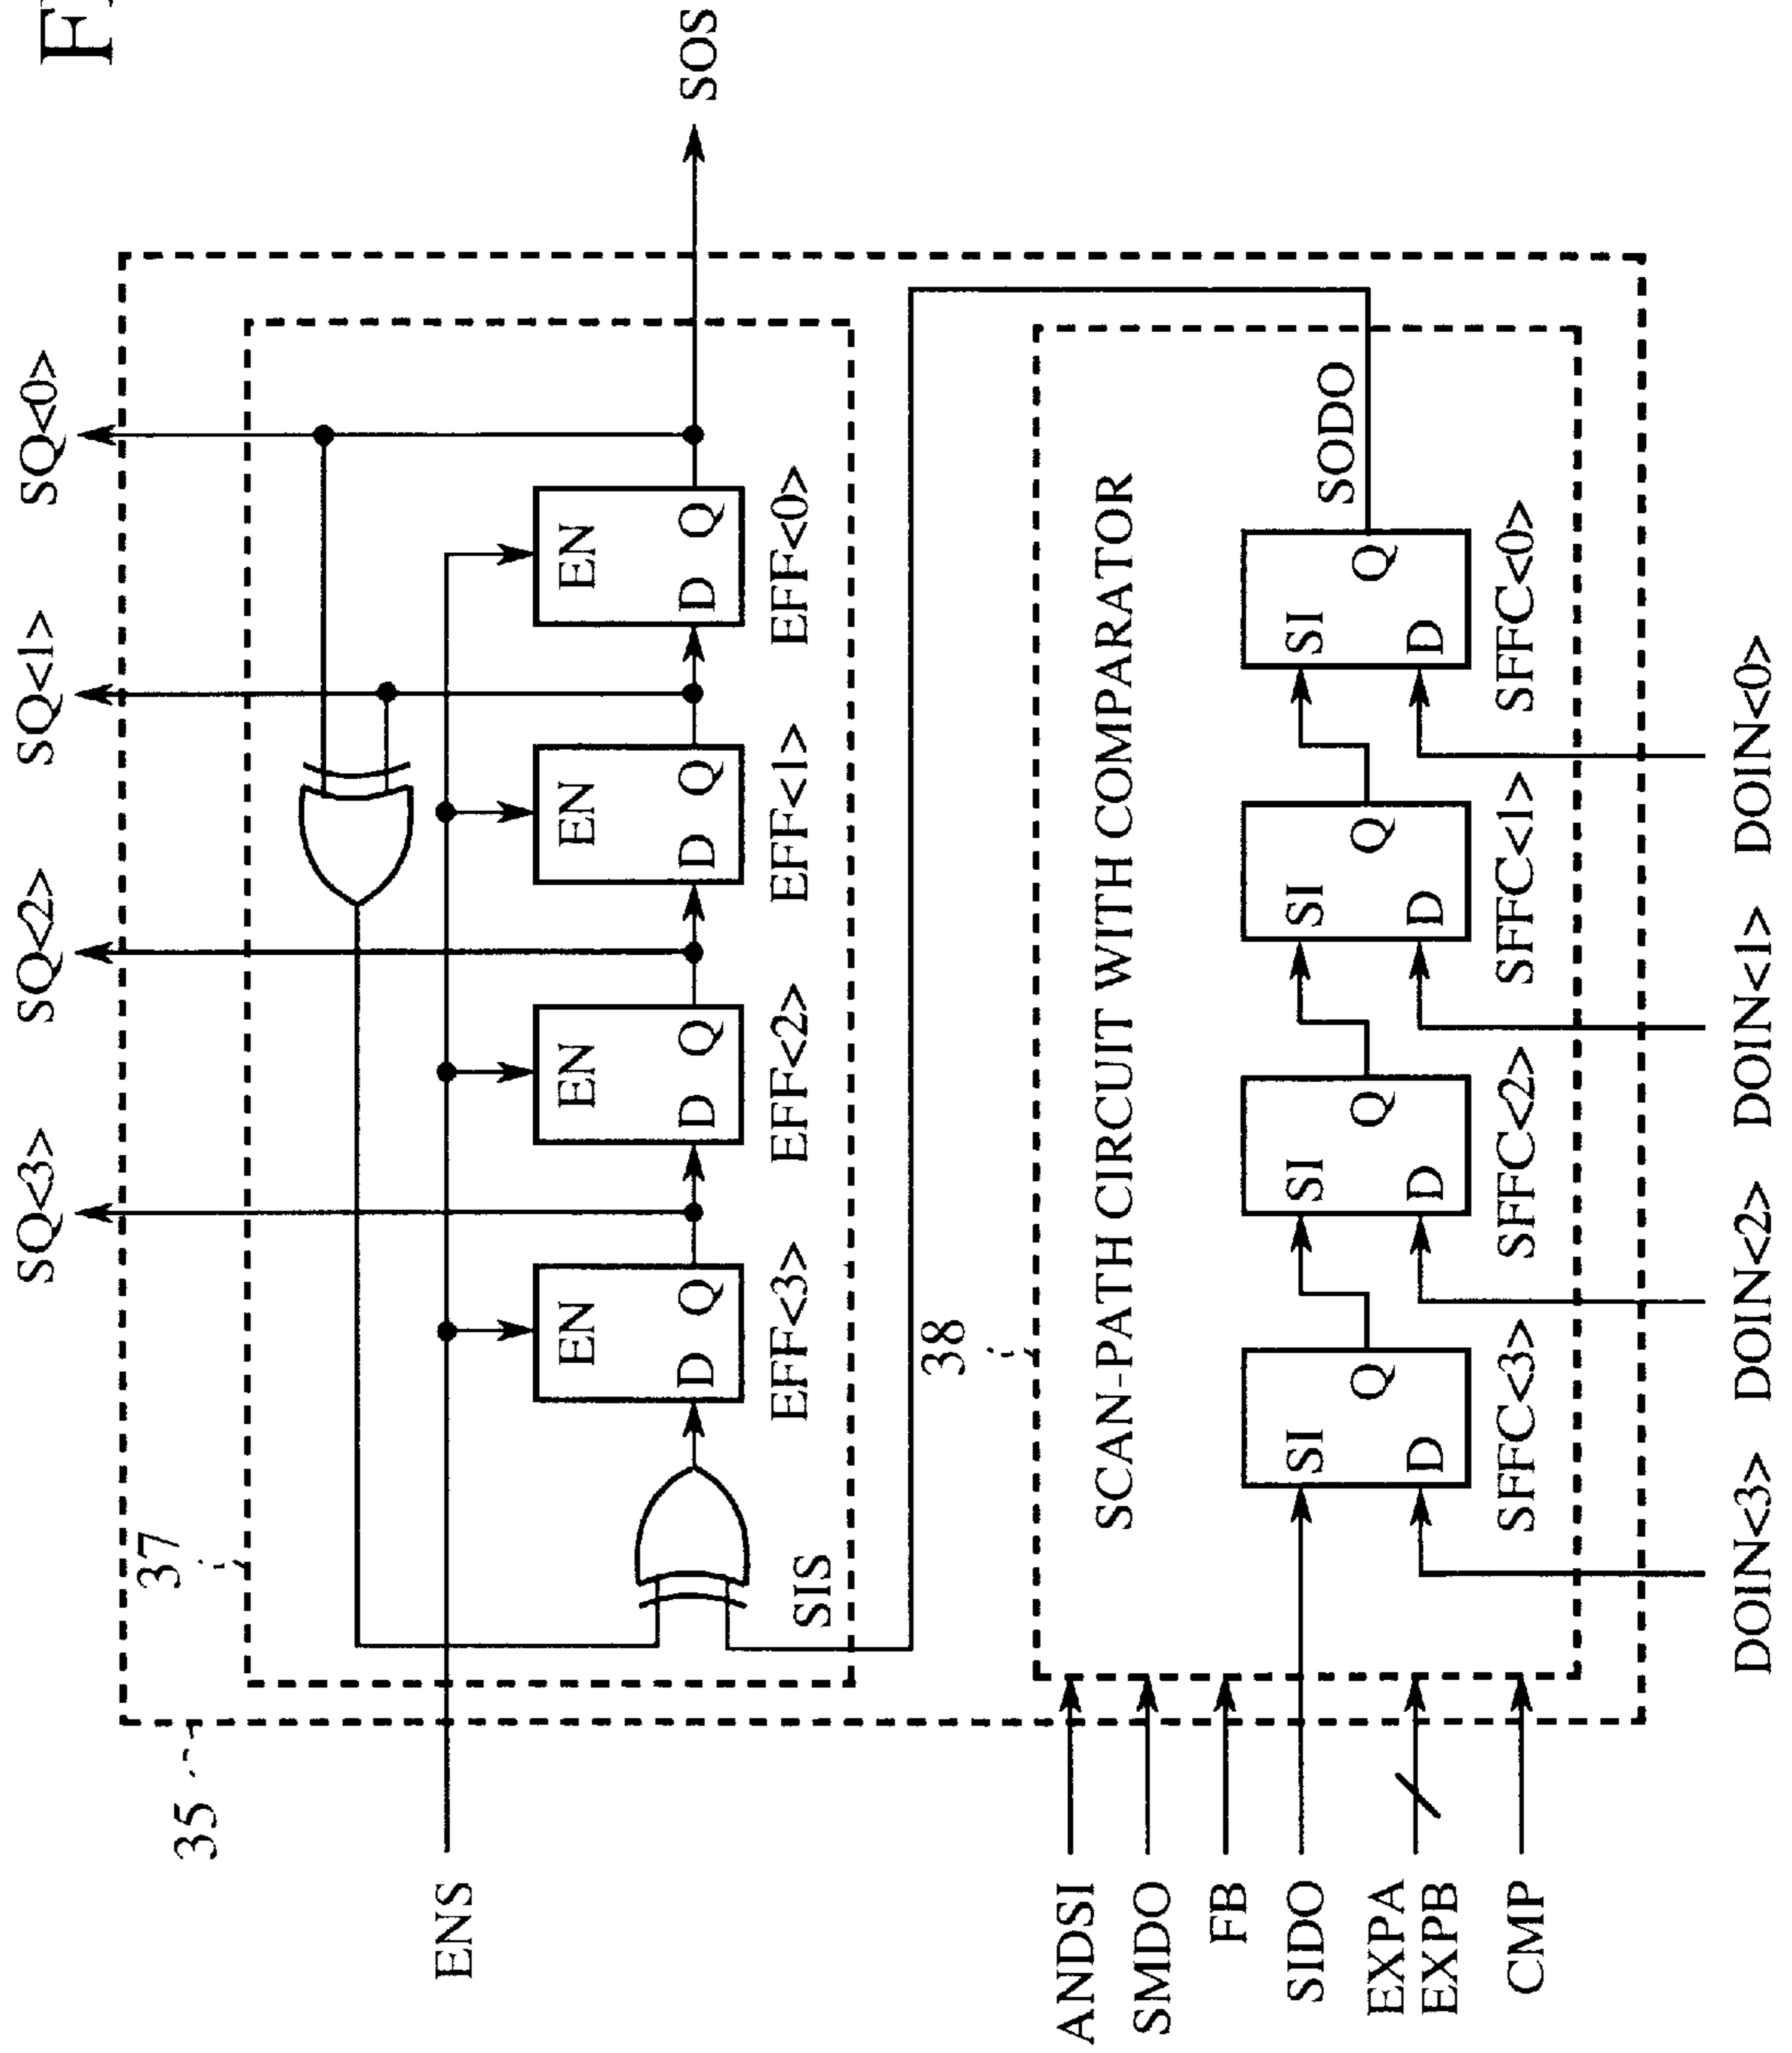 F
SQ<3> SQ<2> SQ<1> SQ<0>
35
37
ENS
EN EN EN EN
D Q D Q D Q D Q
SOS
EFF<3> EFF<2> EFF<1> EFF<0>
SIS
38
ANDSI
SMDO
FB
SIDO
EXPA
EXPB
CMP
SCAN-PATH CIRCUIT WITH COMPARATOR
SODO
SI SI SI SI
Q Q Q Q
D D D D
SFFC<3> SFFC<2> SFFC<1> SFFC<0>
DOIN<3> DOIN<2> DOIN<1> DOIN<0>